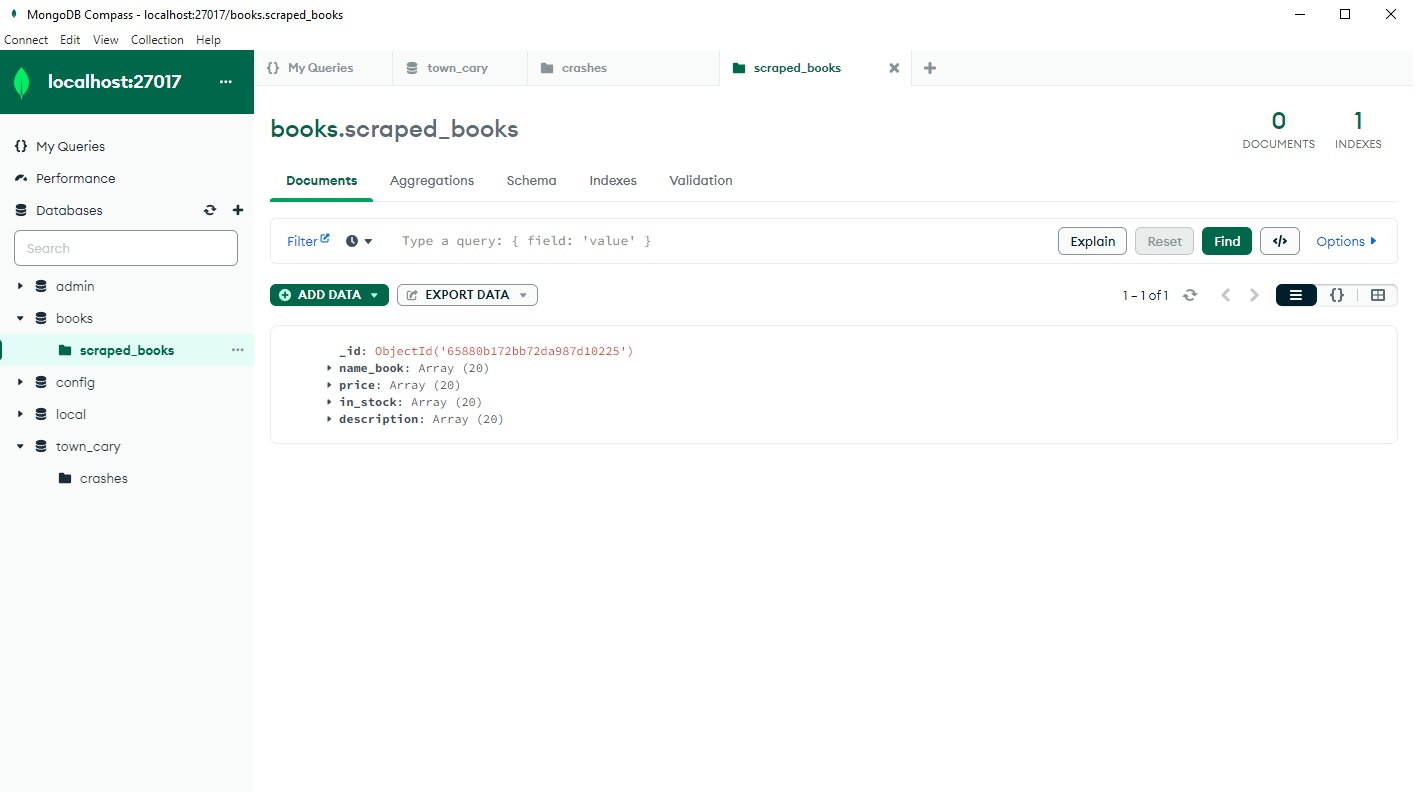 MongoDB Compass - localhost:27017/books.scraped_books
Connect Edit View Collection Help
localhost:27017 ...
My Queries
Performance
Databases
Search
admin
books
scraped_books ...
config
local
town_cary
crashes
{} My Queries town_cary crashes scraped_books
books.scraped_books
0 DOCUMENTS
1 INDEXES
Documents Aggregations Schema Indexes Validation
Filter Type a query: { field: 'value' } Explain Reset Find </> Options
ADD DATA EXPORT DATA 1 – 1 of 1 {}
_id: ObjectId('65880b172bb72da987d10225')
name_book: Array (20)
price: Array (20)
in_stock: Array (20)
description: Array (20)